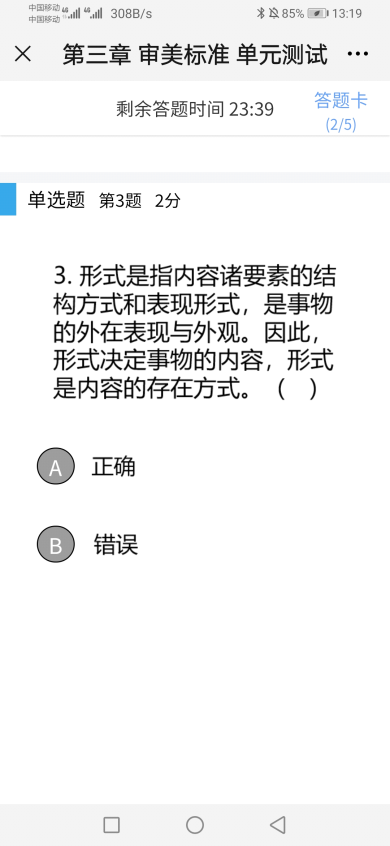 中国移动 4G 4G 308B/s 85% 13:19
中国移动
第三章 审美标准 单元测试
剩余答题时间 23:39 答题卡
(2/5)
单选题 第3题 2分
3. 形式是指内容诸要素的结
构方式和表现形式，是事物
的外在表现与外观。因此，
形式决定事物的内容，形式
是内容的存在方式。（ ）
A 正确
B 错误